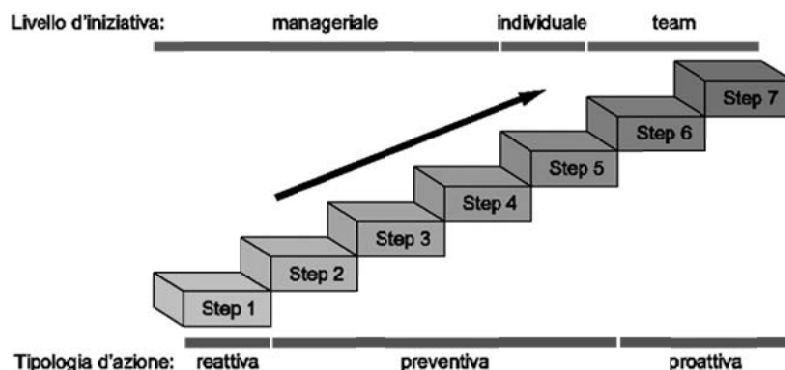 Livello d'iniziativa: manageriale individuale team
Step 7
Step 6
Step 5
Step 4
Step 3
Step 2
Step 1
Tipologia d'azione: reattiva preventiva proattiva